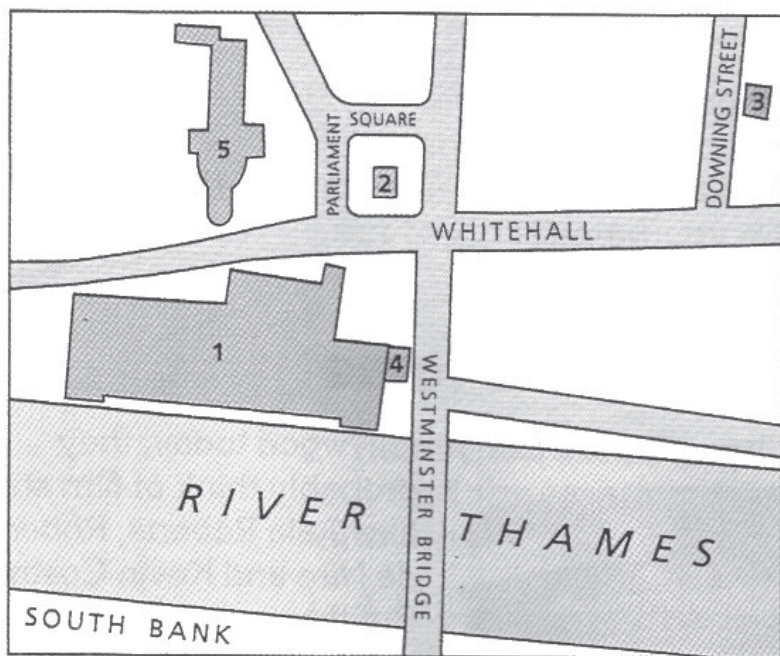 DOWNING STREET
3
SQUARE
PARLIAMENT
5
2
WHITEHALL
1
4
WESTMINSTER BRIDGE
RIVER THAMES
SOUTH BANK